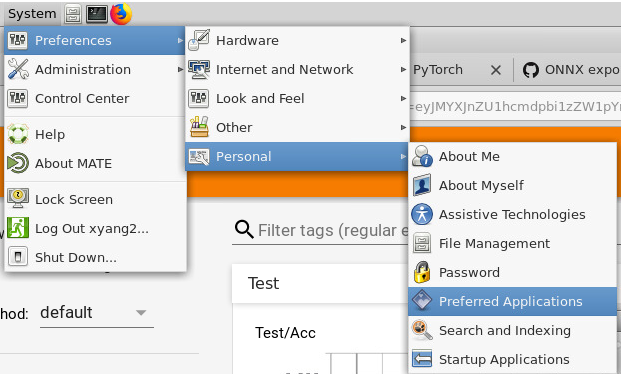 System
Preferences
Administration
Control Center
Help
About MATE
Lock Screen
Log Out xyang2...
Shut Down...
Hardware
Internet and Network
Look and Feel
Other
Personal
About Me
About Myself
Assistive Technologies
File Management
Password
Preferred Applications
Search and Indexing
Startup Applications
PyTorch
ONNX expo
=eyJMYXJnZU1hcmdpbi1zZW1pY
Filter tags (regular e
Test
hod: default
Test/Acc